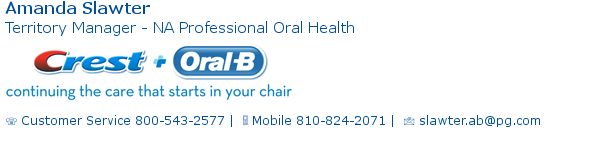 Amanda Slawter
Territory Manager - NA Professional Oral Health
Crest + Oral-B
continuing the care that starts in your chair
Customer Service 800-543-2577 | Mobile 810-824-2071 | slawter.ab@pg.com